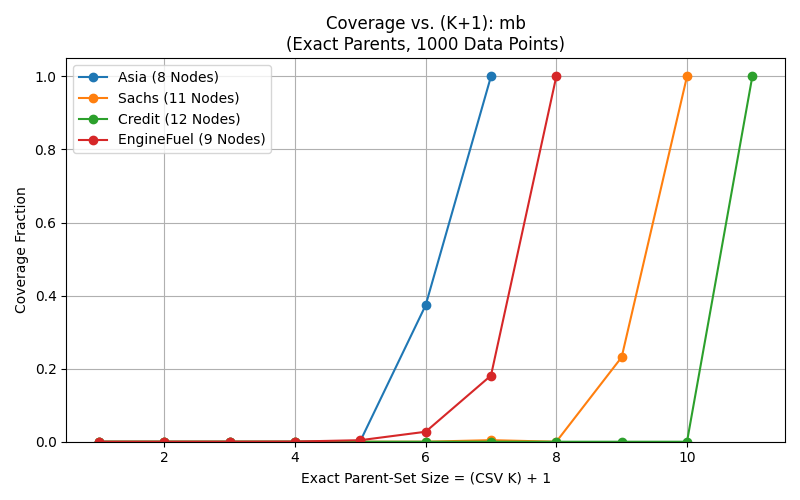 Coverage vs. (K+1): mb
(Exact Parents, 1000 Data Points)
Asia (8 Nodes)
Sachs (11 Nodes)
Credit (12 Nodes)
EngineFuel (9 Nodes)
Coverage Fraction
1.0
0.8
0.6
0.4
0.2
0.0
2 4 6 8 10
Exact Parent-Set Size = (CSV K) + 1